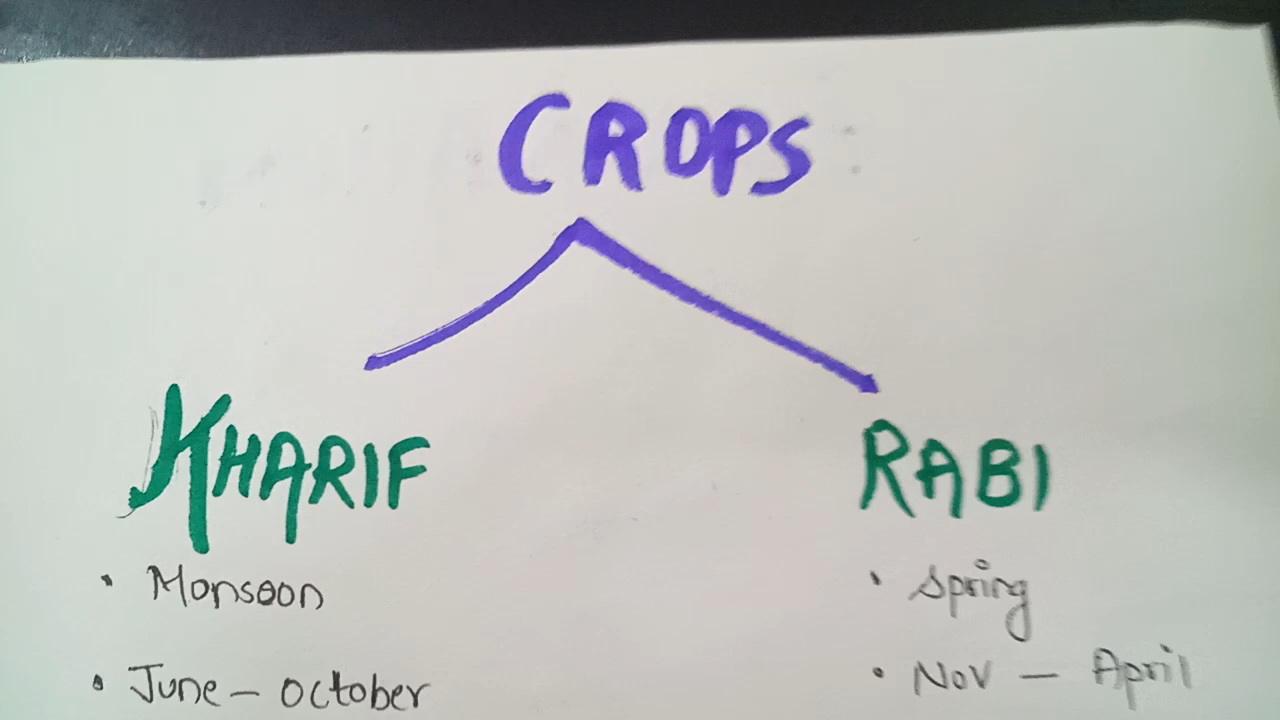 CROPS
KHARIF
RABI
• Monsoon
• Spring
• June - October
• Nov - April